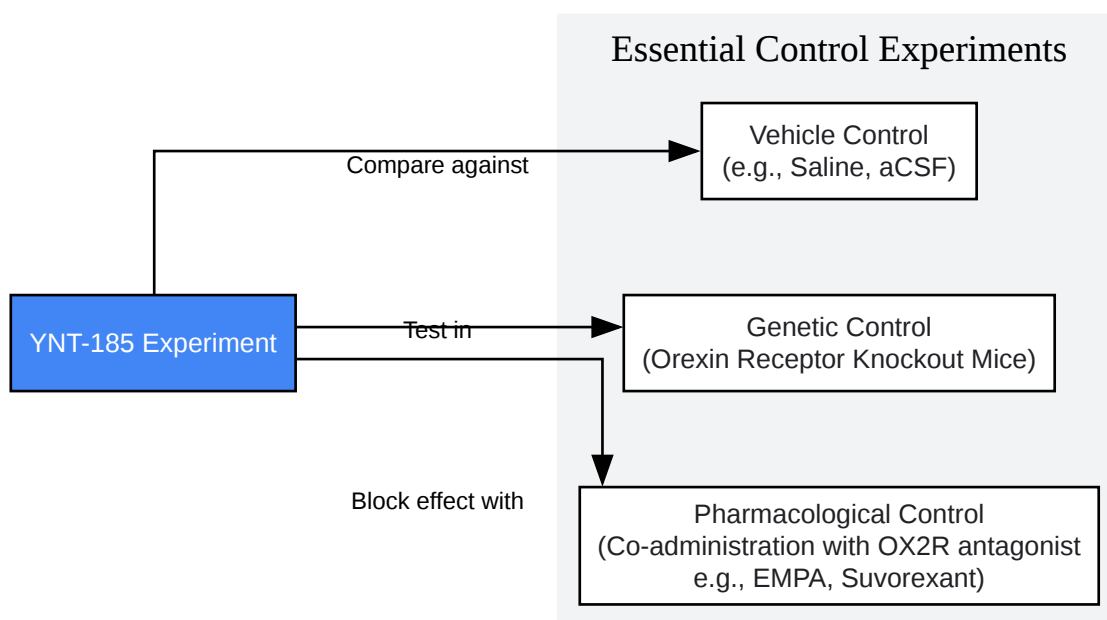 Essential Control Experiments
Vehicle Control
(e.g., Saline, aCSF)
Compare against
YNT-185 Experiment
Test in
Genetic Control
(Orexin Receptor Knockout Mice)
Block effect with
Pharmacological Control
(Co-administration with OX2R antagonist
e.g., EMPA, Suvorexant)